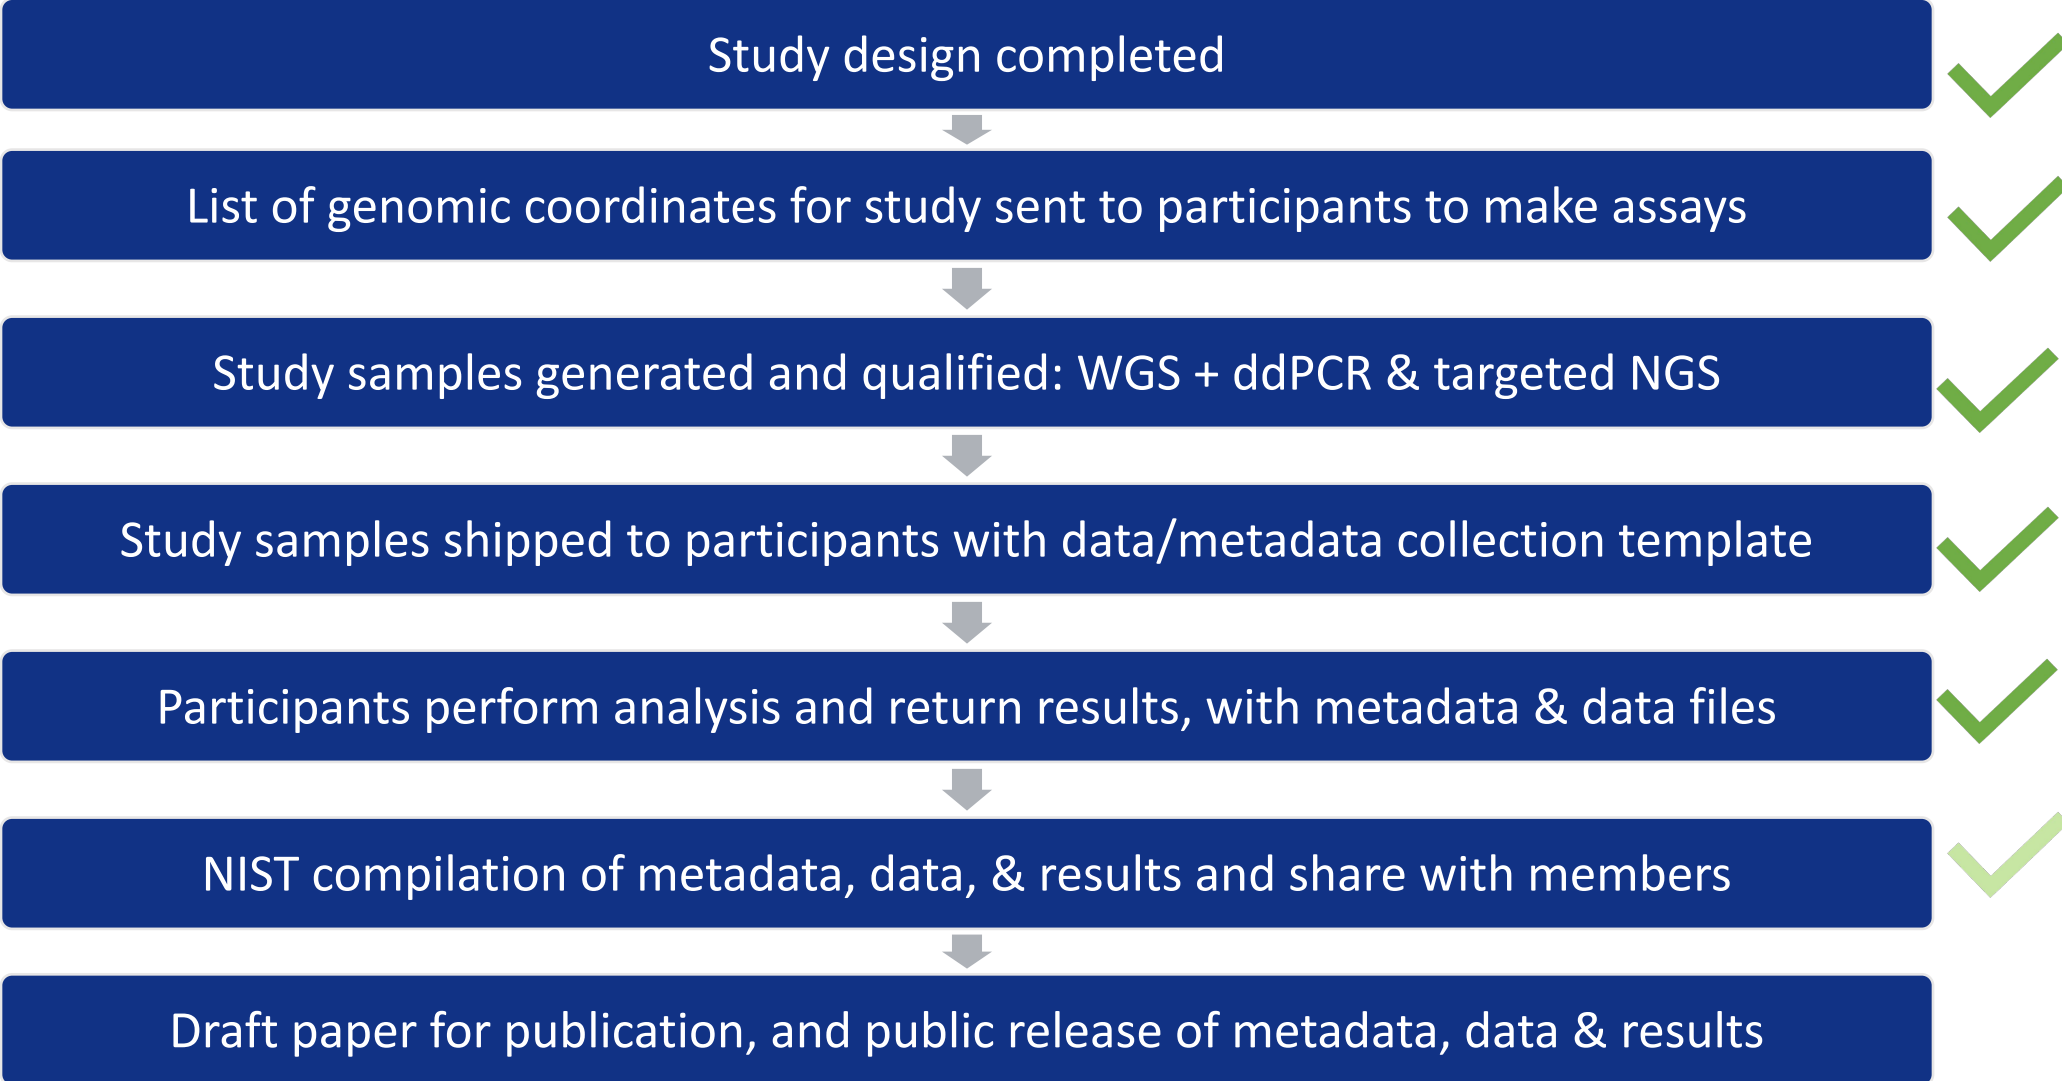 Study design completed
List of genomic coordinates for study sent to participants to make assays
Study samples generated and qualified: WGS + ddPCR & targeted NGS
Study samples shipped to participants with data/metadata collection template
Participants perform analysis and return results, with metadata & data files
NIST compilation of metadata, data, & results and share with members
Draft paper for publication, and public release of metadata, data & results